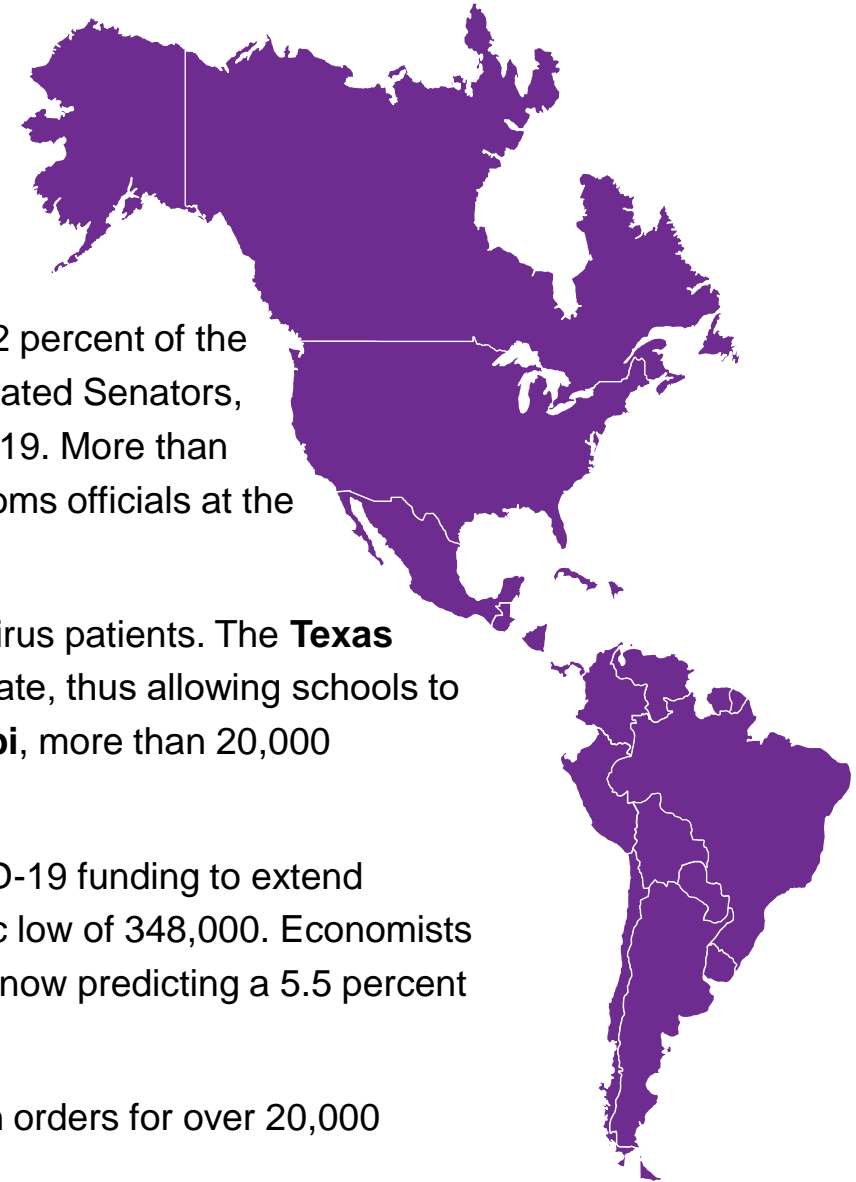 2 percent of the
ated Senators,
19. More than
oms officials at the
irus patients. The Texas
ate, thus allowing schools to
pi, more than 20,000
D-19 funding to extend
c low of 348,000. Economists
now predicting a 5.5 percent
n orders for over 20,000